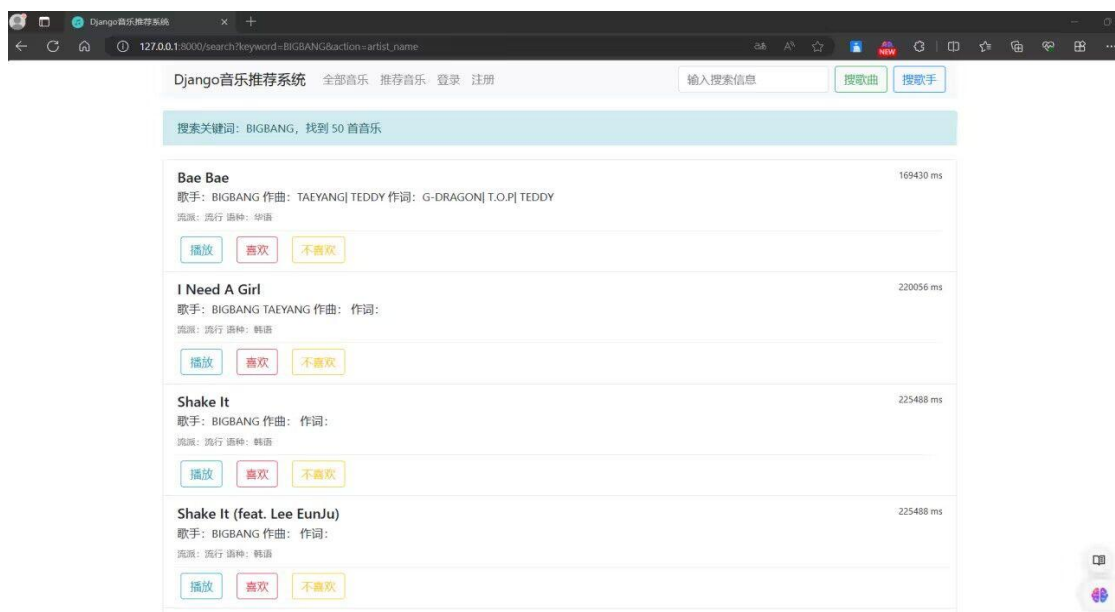 Django音乐推荐系统
127.0.0.1:8000/search?keyword=BIGBANG&action=artist_name
NEW
Django音乐推荐系统 全部音乐 推荐音乐 登录 注册 输入搜索信息 搜歌曲 搜歌手
搜索关键词：BIGBANG，找到 50 首音乐
Bae Bae 169430 ms
歌手：BIGBANG 作曲：TAEYANG| TEDDY 作词：G-DRAGON| T.O.P| TEDDY
流派：流行 语种：华语
播放 喜欢 不喜欢
I Need A Girl 220056 ms
歌手：BIGBANG TAEYANG 作曲： 作词：
流派：流行 语种：韩语
播放 喜欢 不喜欢
Shake It 225488 ms
歌手：BIGBANG 作曲： 作词：
流派：流行 语种：韩语
播放 喜欢 不喜欢
Shake It (feat. Lee EunJu) 225488 ms
歌手：BIGBANG 作曲： 作词：
流派：流行 语种：韩语
播放 喜欢 不喜欢